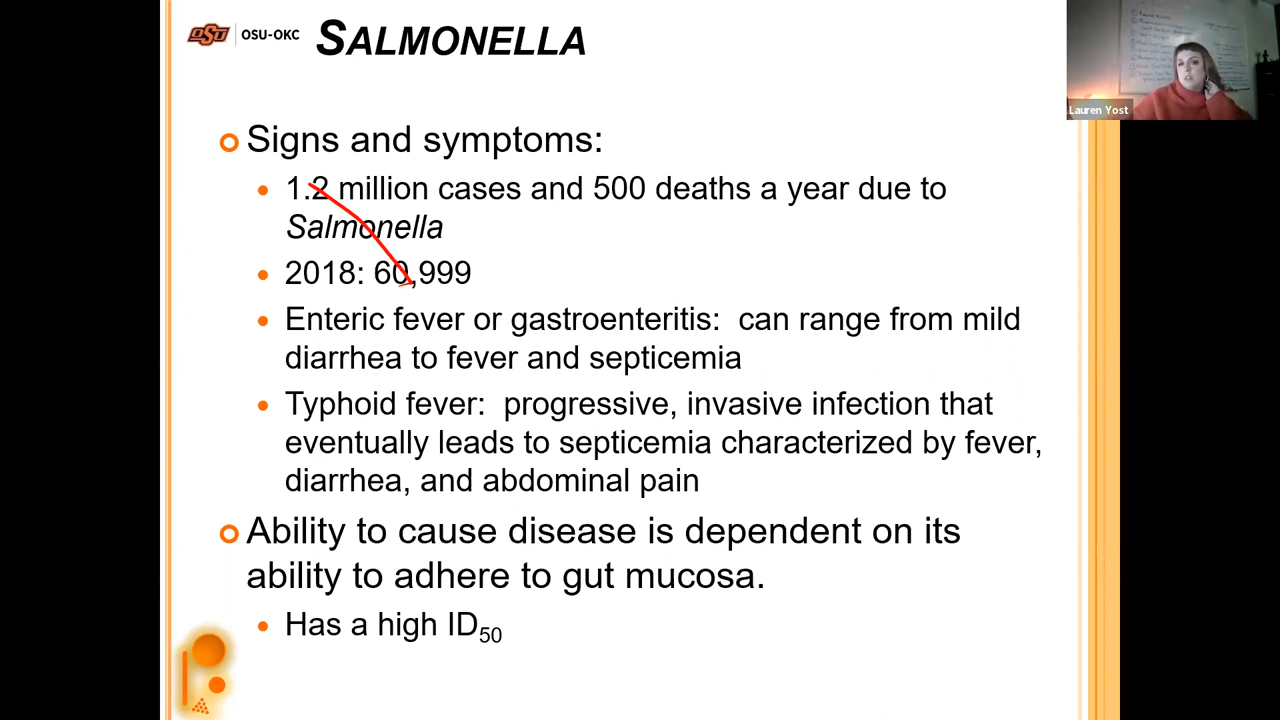 OSU OSU-OKC SALMONELLA
Lauren Yost
Signs and symptoms:
1.2 million cases and 500 deaths a year due to
Salmonella
2018: 60,999
Enteric fever or gastroenteritis: can range from mild
diarrhea to fever and septicemia
Typhoid fever: progressive, invasive infection that
eventually leads to septicemia characterized by fever,
diarrhea, and abdominal pain
Ability to cause disease is dependent on its
ability to adhere to gut mucosa.
Has a high ID50